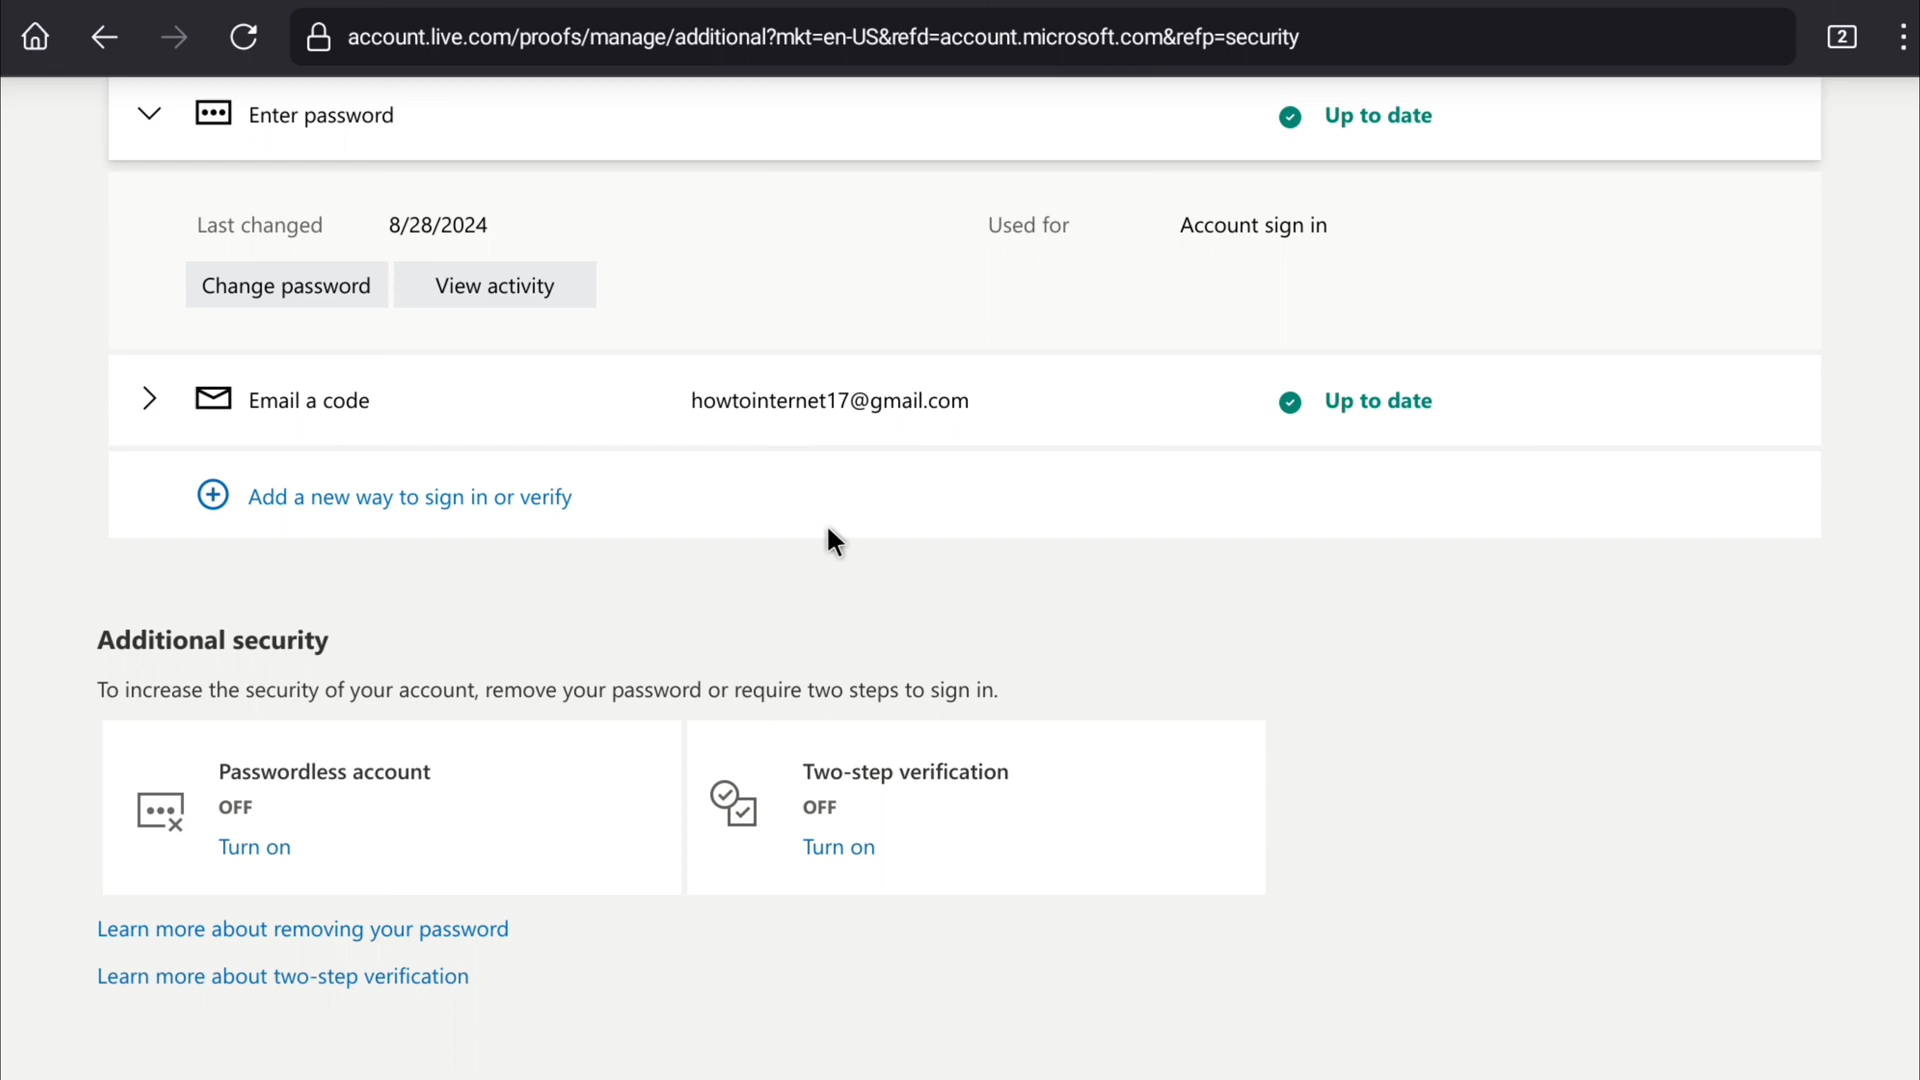 account.live.com/proofs/manage/additional?mkt=en-US&refd=account.microsoft.com&refp=security
2
Enter password
Up to date
Last changed 8/28/2024 Used for Account sign in
Change password View activity
Email a code howtointernet17@gmail.com Up to date
Add a new way to sign in or verify
Additional security
To increase the security of your account, remove your password or require two steps to sign in.
Passwordless account
OFF
Turn on
Two-step verification
OFF
Turn on
Learn more about removing your password
Learn more about two-step verification